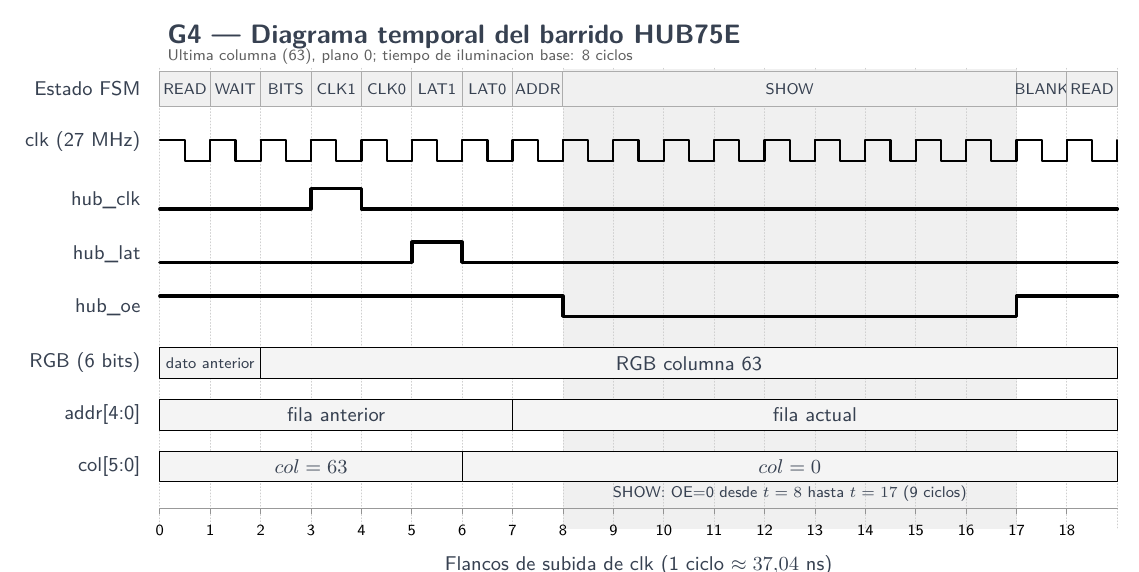 G4 — Diagrama temporal del barrido HUB75E
Ultima columna (63), plano 0; tiempo de iluminacion base: 8 ciclos
Estado FSM READ WAIT BITS CLK1 CLK0 LAT1 LAT0 ADDR SHOW BLANK READ
clk (27 MHz)
hub_clk
hub_lat
hub_oe
RGB (6 bits) dato anterior RGB columna 63
addr[4:0] fila anterior fila actual
col[5:0] col = 63 col = 0
SHOW: OE=0 desde t = 8 hasta t = 17 (9 ciclos)
0 1 2 3 4 5 6 7 8 9 10 11 12 13 14 15 16 17 18
Flancos de subida de clk (1 ciclo ≈ 37,04 ns)